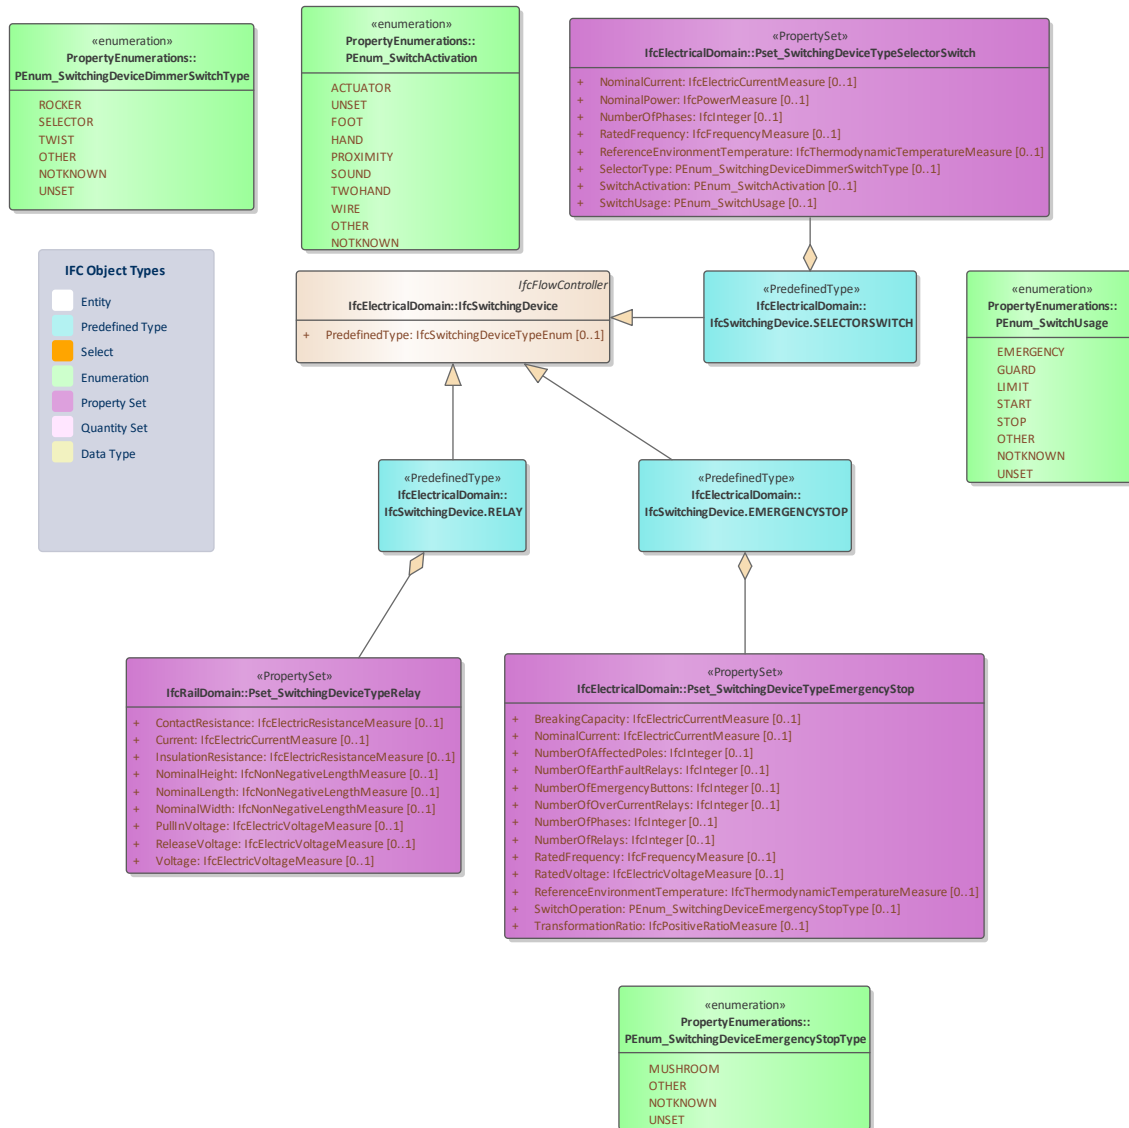 «enumeration»
PropertyEnumerations::
PEnum_SwitchingDeviceDimmerSwitchType
ROCKER
SELECTOR
TWIST
OTHER
NOTKNOWN
UNSET
«enumeration»
PropertyEnumerations::
PEnum_SwitchActivation
ACTUATOR
UNSET
FOOT
HAND
PROXIMITY
SOUND
TWOHAND
WIRE
OTHER
NOTKNOWN
«PropertySet»
IfcElectricalDomain::Pset_SwitchingDeviceTypeSelectorSwitch
+ NominalCurrent: IfcElectricCurrentMeasure [0..1]
+ NominalPower: IfcPowerMeasure [0..1]
+ NumberOfPhases: IfcInteger [0..1]
+ RatedFrequency: IfcFrequencyMeasure [0..1]
+ ReferenceEnvironmentTemperature: IfcThermodynamicTemperatureMeasure [0..1]
+ SelectorType: PEnum_SwitchingDeviceDimmerSwitchType [0..1]
+ SwitchActivation: PEnum_SwitchActivation [0..1]
+ SwitchUsage: PEnum_SwitchUsage [0..1]
IFC Object Types
Entity
Predefined Type
Select
Enumeration
Property Set
Quantity Set
Data Type
IfcFlowController
IfcElectricalDomain::IfcSwitchingDevice
+ PredefinedType: IfcSwitchingDeviceTypeEnum [0..1]
«PredefinedType»
IfcElectricalDomain::
IfcSwitchingDevice.SELECTORSWITCH
«enumeration»
PropertyEnumerations::
PEnum_SwitchUsage
EMERGENCY
GUARD
LIMIT
START
STOP
OTHER
NOTKNOWN
UNSET
«PredefinedType»
IfcElectricalDomain::
IfcSwitchingDevice.RELAY
«PredefinedType»
IfcElectricalDomain::
IfcSwitchingDevice.EMERGENCYSTOP
«PropertySet»
IfcRailDomain::Pset_SwitchingDeviceTypeRelay
+ ContactResistance: IfcElectricResistanceMeasure [0..1]
+ Current: IfcElectricCurrentMeasure [0..1]
+ InsulationResistance: IfcElectricResistanceMeasure [0..1]
+ NominalHeight: IfcNonNegativeLengthMeasure [0..1]
+ NominalLength: IfcNonNegativeLengthMeasure [0..1]
+ NominalWidth: IfcNonNegativeLengthMeasure [0..1]
+ PullInVoltage: IfcElectricVoltageMeasure [0..1]
+ ReleaseVoltage: IfcElectricVoltageMeasure [0..1]
+ Voltage: IfcElectricVoltageMeasure [0..1]
«PropertySet»
IfcElectricalDomain::Pset_SwitchingDeviceTypeEmergencyStop
+ BreakingCapacity: IfcElectricCurrentMeasure [0..1]
+ NominalCurrent: IfcElectricCurrentMeasure [0..1]
+ NumberOfAffectedPoles: IfcInteger [0..1]
+ NumberOfEarthFaultRelays: IfcInteger [0..1]
+ NumberOfEmergencyButtons: IfcInteger [0..1]
+ NumberOfOverCurrentRelays: IfcInteger [0..1]
+ NumberOfPhases: IfcInteger [0..1]
+ NumberOfRelays: IfcInteger [0..1]
+ RatedFrequency: IfcFrequencyMeasure [0..1]
+ RatedVoltage: IfcElectricVoltageMeasure [0..1]
+ ReferenceEnvironmentTemperature: IfcThermodynamicTemperatureMeasure [0..1]
+ SwitchOperation: PEnum_SwitchingDeviceEmergencyStopType [0..1]
+ TransformationRatio: IfcPositiveRatioMeasure [0..1]
«enumeration»
PropertyEnumerations::
PEnum_SwitchingDeviceEmergencyStopType
MUSHROOM
OTHER
NOTKNOWN
UNSET